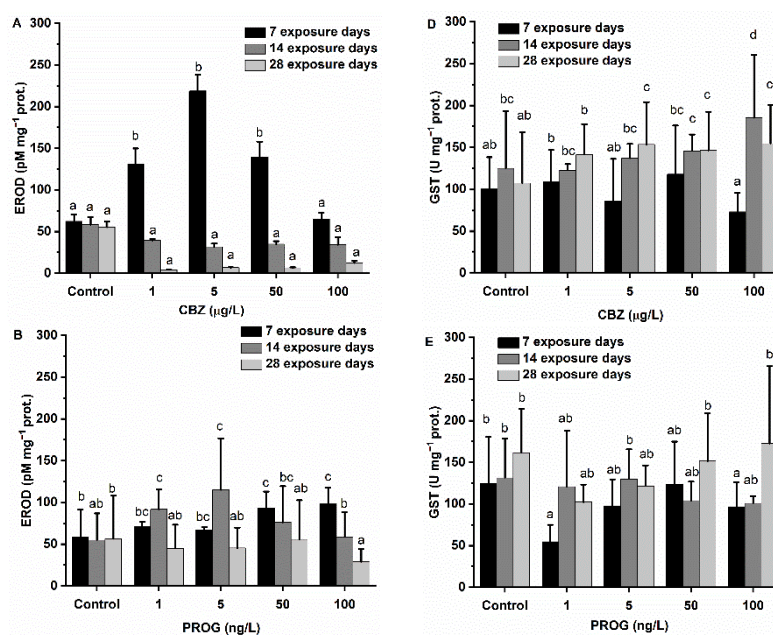 A
7 exposure days
14 exposure days
28 exposure days
EROD (pM mg⁻¹ prot.)
300
250
200
150
100
50
0
a a a
b a a
b a a
b a a
a a a
Control 1 5 50 100
CBZ (µg/L)
D
7 exposure days
14 exposure days
28 exposure days
GST (U mg⁻¹ prot.)
300
250
200
150
100
50
0
ab bc ab
b bc b
ab bc c
bc c c
a d c
Control 1 5 50 100
CBZ (µg/L)
B
7 exposure days
14 exposure days
28 exposure days
EROD (pM mg⁻¹ prot.)
300
250
200
150
100
50
0
b ab b
bc c ab
bc c ab
c bc ab
c b a
Control 1 5 50 100
PROG (ng/L)
E
7 exposure days
14 exposure days
28 exposure days
GST (U mg⁻¹ prot.)
300
250
200
150
100
50
0
b b b
a ab ab
ab b ab
ab ab b
a ab b
Control 1 5 50 100
PROG (ng/L)